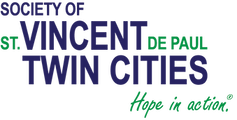 SOCIETY OF
ST. VINCENT DE PAUL
TWIN CITIES
Hope in action.®